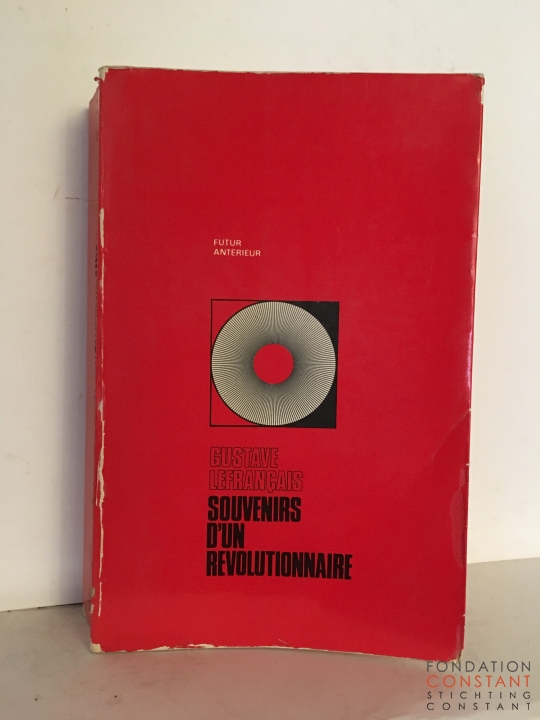 FUTUR
ANTERIEUR
GUSTAVE
LEFRANÇAIS
SOUVENIRS
D'UN
REVOLUTIONNAIRE
FONDATION
CONSTANT
STICHTING
CONSTANT